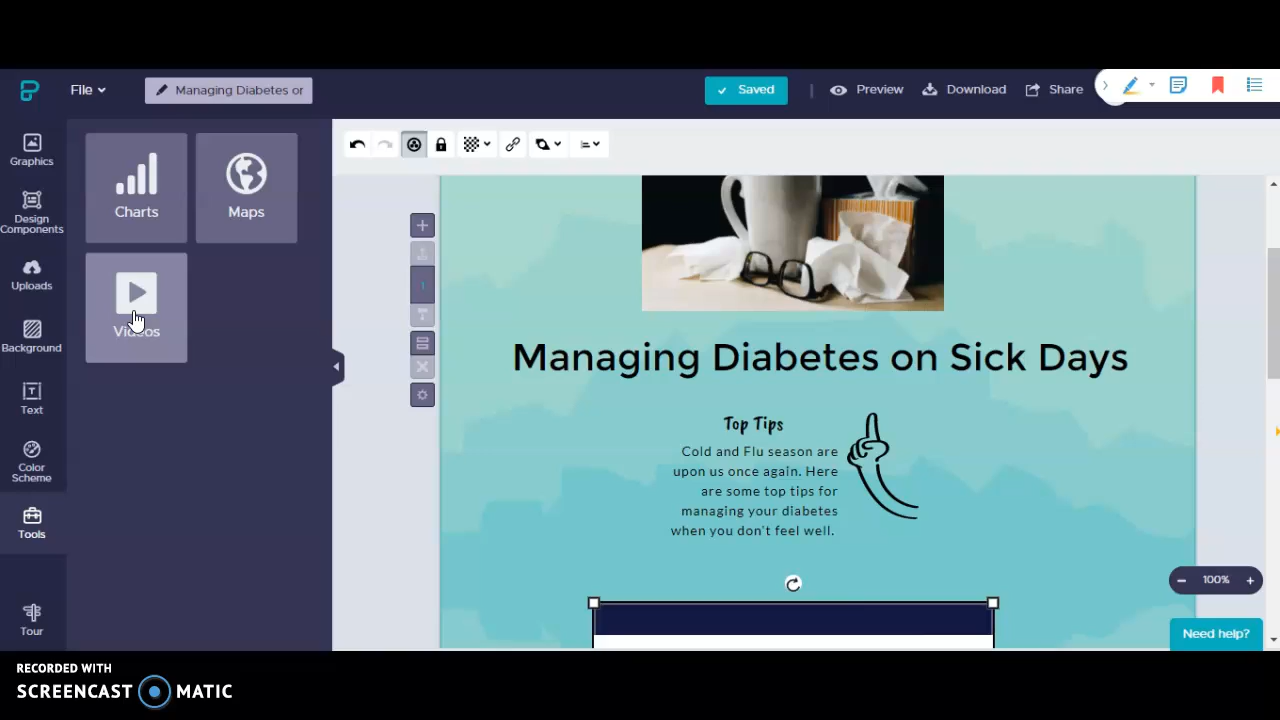 File
Managing Diabetes or
Saved
Preview
Download
Share
Graphics
Design
Components
Uploads
Background
Text
Color
Scheme
Tools
Tour
Charts
Maps
Videos
1
Managing Diabetes on Sick Days
Top Tips
Cold and Flu season are
upon us once again. Here
are some top tips for
managing your diabetes
when you don't feel well.
100%
Need help?
RECORDED WITH
SCREENCAST MATIC